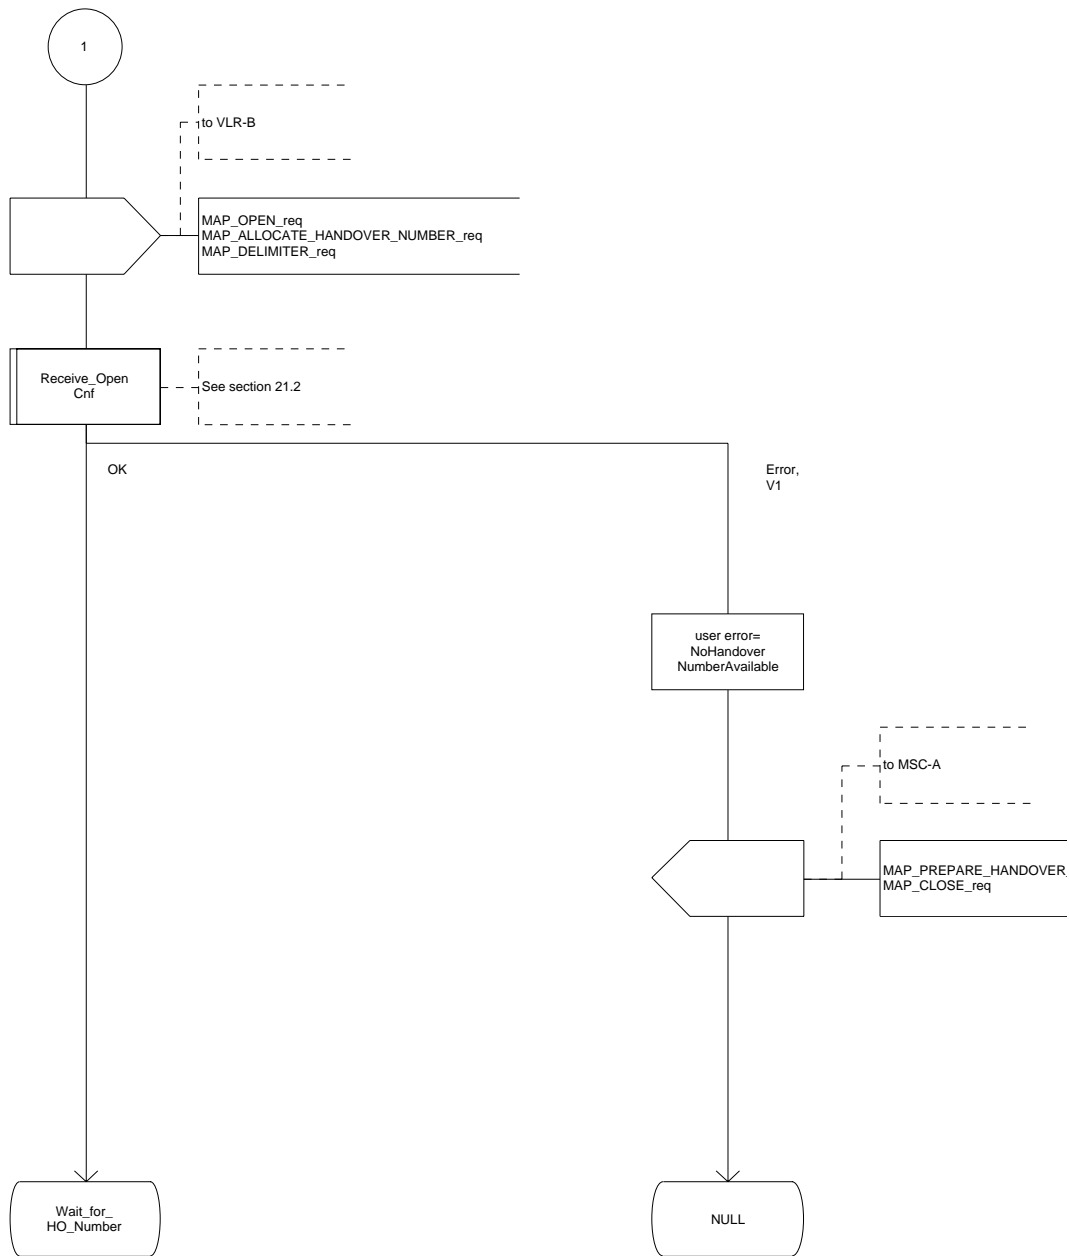 1
to VLR-B
MAP_OPEN_req
MAP_ALLOCATE_HANDOVER_NUMBER_req
MAP_DELIMITER_req
Receive_Open
Cnf
See section 21.2
OK
Error,
V1
user error=
NoHandover
NumberAvailable
to MSC-A
MAP_PREPARE_HANDOVER_
MAP_CLOSE_req
Wait_for_
HO_Number
NULL